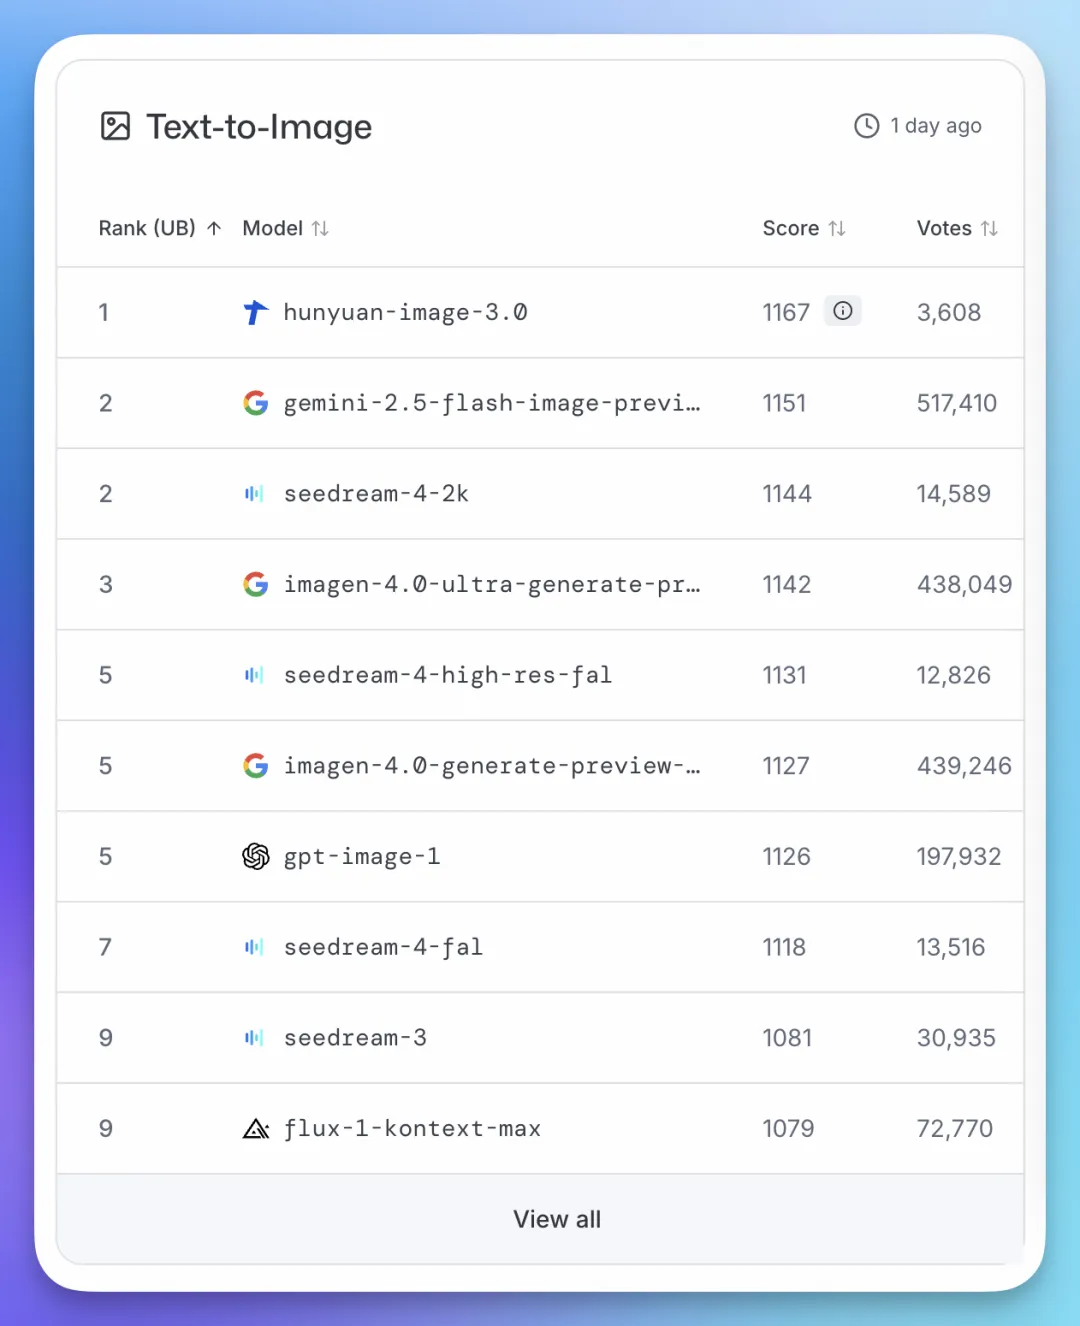 Text-to-Image 1 day ago
Rank (UB) Model Score Votes
1 hunyuan-image-3.0 1167 3,608
2 gemini-2.5-flash-image-previ… 1151 517,410
2 seedream-4-2k 1144 14,589
3 imagen-4.0-ultra-generate-pr… 1142 438,049
5 seedream-4-high-res-fal 1131 12,826
5 imagen-4.0-generate-preview-… 1127 439,246
5 gpt-image-1 1126 197,932
7 seedream-4-fal 1118 13,516
9 seedream-3 1081 30,935
9 flux-1-kontext-max 1079 72,770
View all